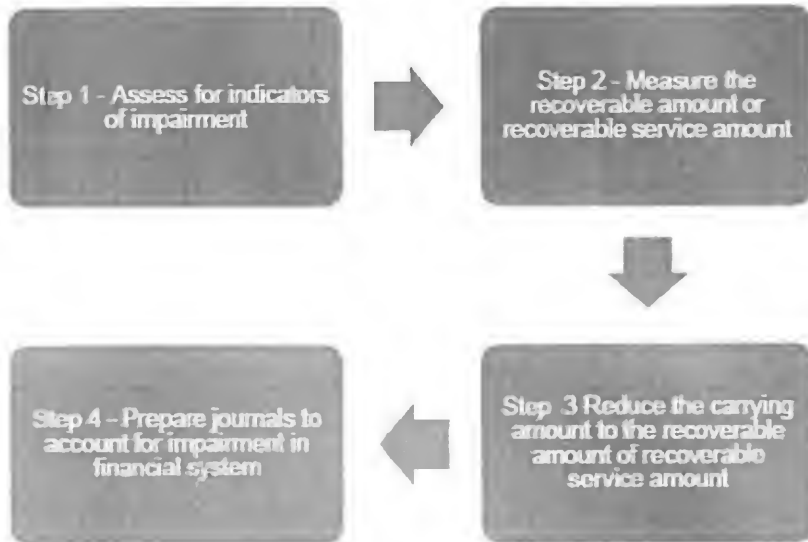 Step 1 - Assess for indicators
of impairment
Step 2 - Measure the
recoverable amount or
recoverable service amount
Step .3 Reduce the carrying
amount to the recoverable
amount of recoverable
service amount
Step 4 - Prepare journals to
account for impairment in
financial system